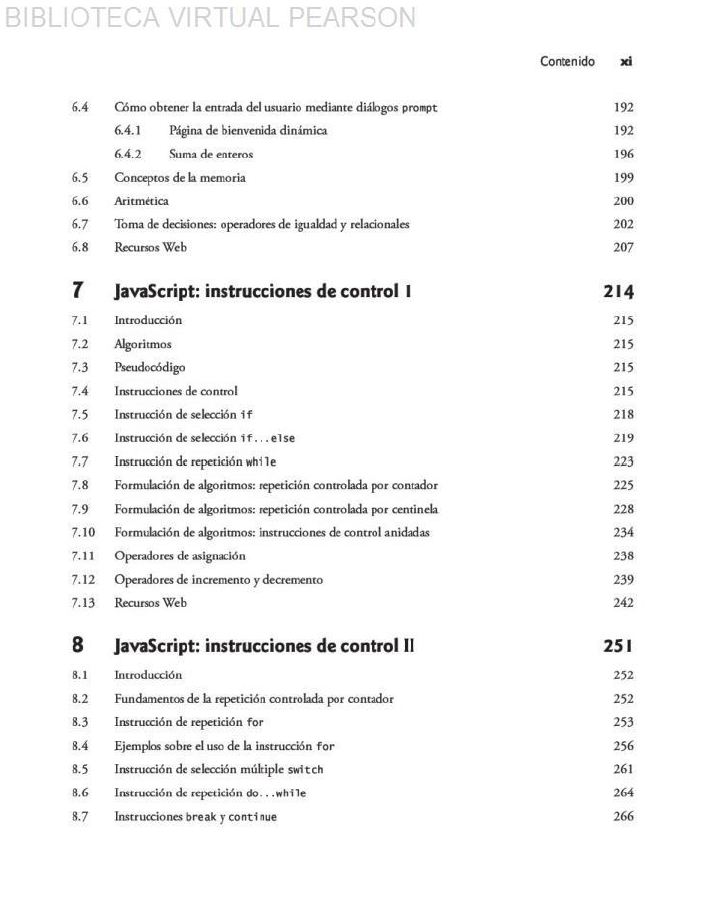 BIBLIOTECA VIRTUAL PEARSON
Contenido xi
6.4 Cómo obtener la entrada del usuario mediante diálogos prompt 192
6.4.1 Página de bienvenida dinámica 192
6.4.2 Suma de enteros 196
6.5 Conceptos de la memoria 199
6.6 Aritmética 200
6.7 Toma de decisiones: operadores de igualdad y relacionales 202
6.8 Recursos Web 207
7 JavaScript: instrucciones de control I 214
7.1 Introducción 215
7.2 Algoritmos 215
7.3 Pseudocódigo 215
7.4 Instrucciones de control 215
7.5 Instrucción de selección if 218
7.6 Instrucción de selección if...else 219
7.7 Instrucción de repetición while 223
7.8 Formulación de algoritmos: repetición controlada por contador 225
7.9 Formulación de algoritmos: repetición controlada por centinela 228
7.10 Formulación de algoritmos: instrucciones de control anidadas 234
7.11 Operadores de asignación 238
7.12 Operadores de incremento y decremento 239
7.13 Recursos Web 242
8 JavaScript: instrucciones de control II 251
8.1 Introducción 252
8.2 Fundamentos de la repetición controlada por contador 252
8.3 Instrucción de repetición for 253
8.4 Ejemplos sobre el uso de la instrucción for 256
8.5 Instrucción de selección múltiple switch 261
8.6 Instrucción de repetición do...while 264
8.7 Instrucciones break y continue 266